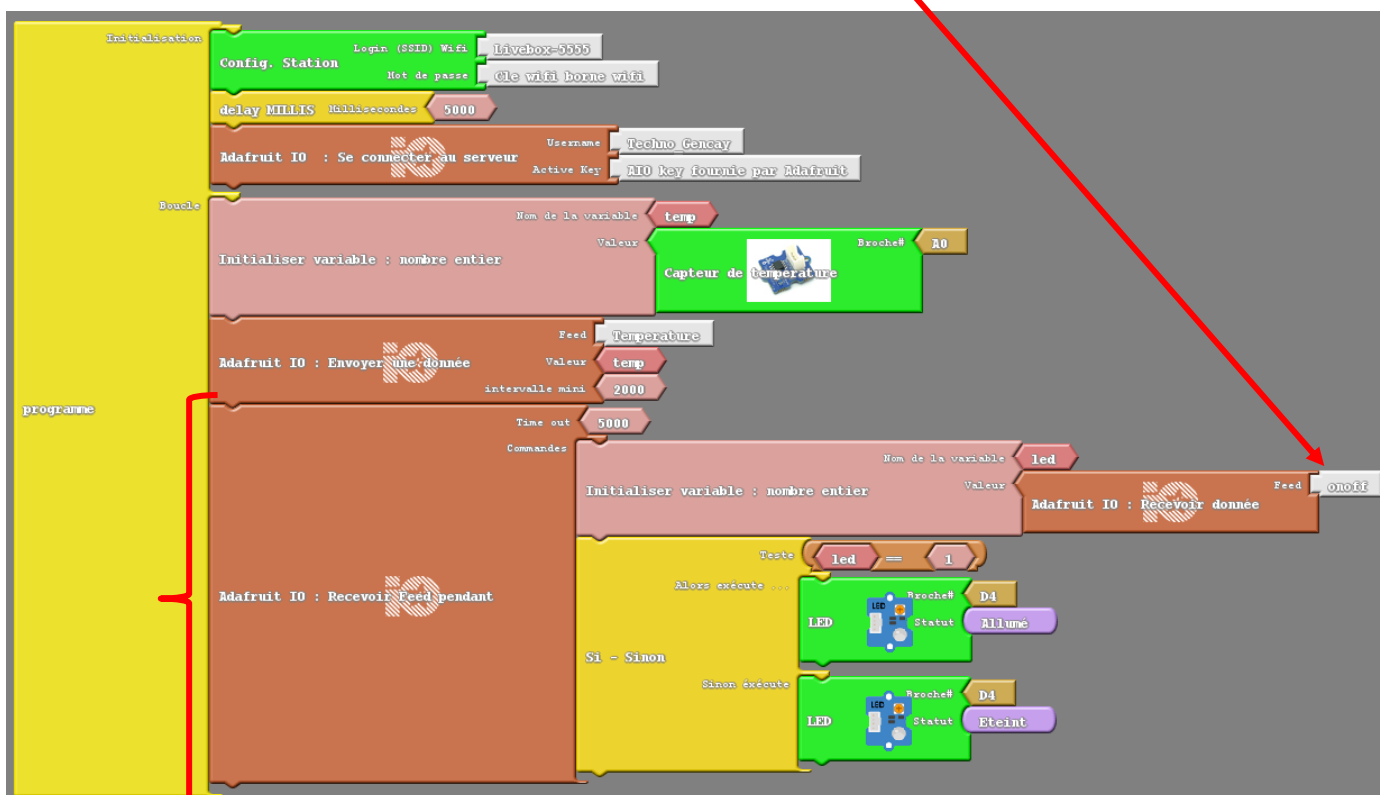 programme
Initialisation
Config. Station
Login (SSID) Wifi Livebox-5555
Mot de passe Cle wifi borne wifi
delay MILLIS Millisecondes 5000
Adafruit IO : Se connecter au serveur
Username Techno_Gencay
Active Key AIO key fournie par Adafruit
Boucle
Initialiser variable : nombre entier
Nom de la variable temp
Valeur
Capteur de température
Broche# A0
Adafruit IO : Envoyer une donnée
Feed Temperature
Valeur temp
intervalle mini 2000
Adafruit IO : Recevoir Feed pendant
Time out 5000
Commandes
Initialiser variable : nombre entier
Nom de la variable led
Valeur
Adafruit IO : Recevoir donnée
Feed onoff
Si - Sinon
Teste led == 1
Alors exécute ...
LED
LED
Broche# D4
Statut Allumé
Sinon éxécute
LED
LED
Broche# D4
Statut Eteint